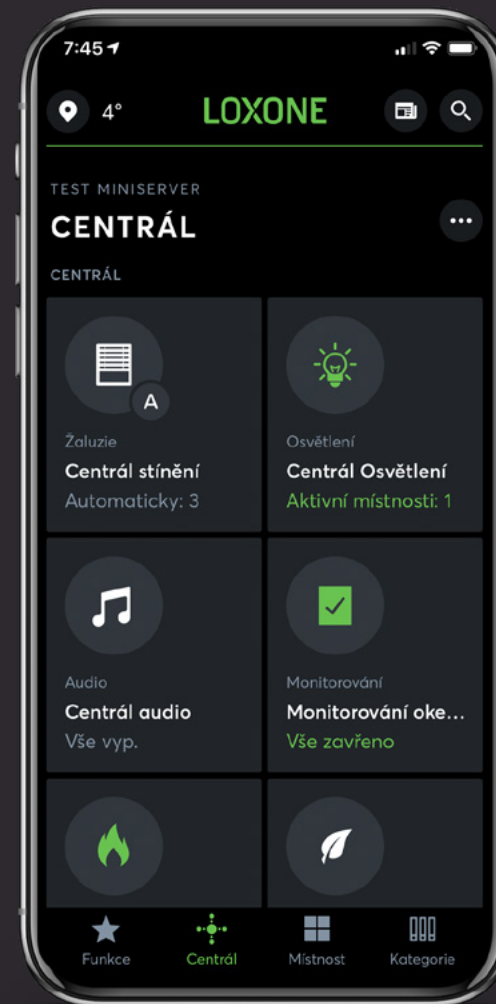 7:45
4°
LOXONE
TEST MINISERVER
CENTRÁL
CENTRÁL
A
Žaluzie
Centrál stínění
Automaticky: 3
Osvětlení
Centrál Osvětlení
Aktivní místnosti: 1
Audio
Centrál audio
Vše vyp.
Monitorování
Monitorování oke...
Vše zavřeno
Funkce
Centrál
Místnost
Kategorie